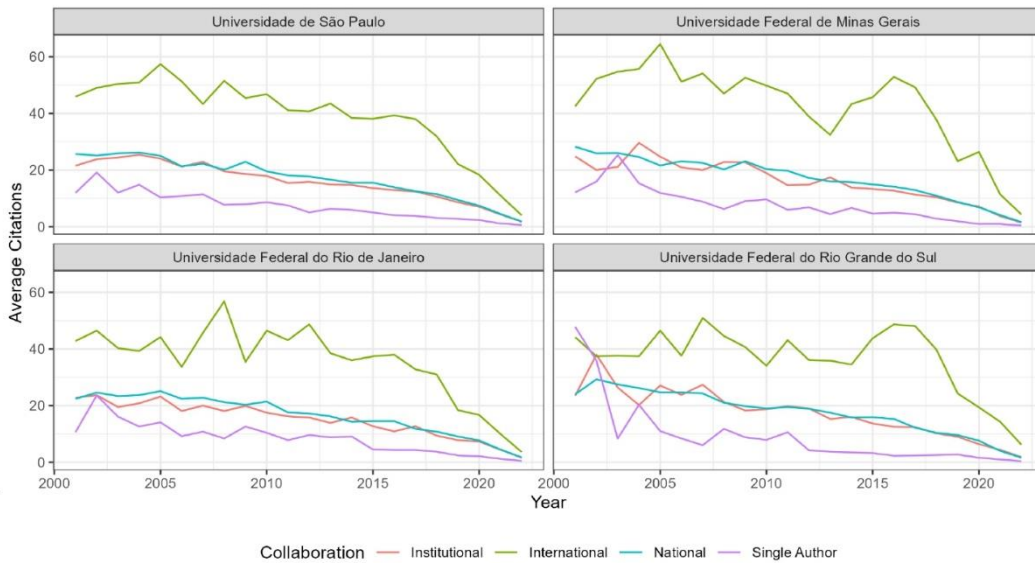 Universidade de São Paulo
Universidade Federal de Minas Gerais
60
40
20
0
Universidade Federal do Rio de Janeiro
Universidade Federal do Rio Grande do Sul
60
40
20
0
Average Citations
2000 2005 2010 2015 2020 2000 2005 2010 2015 2020
Year
Collaboration Institutional International National Single Author